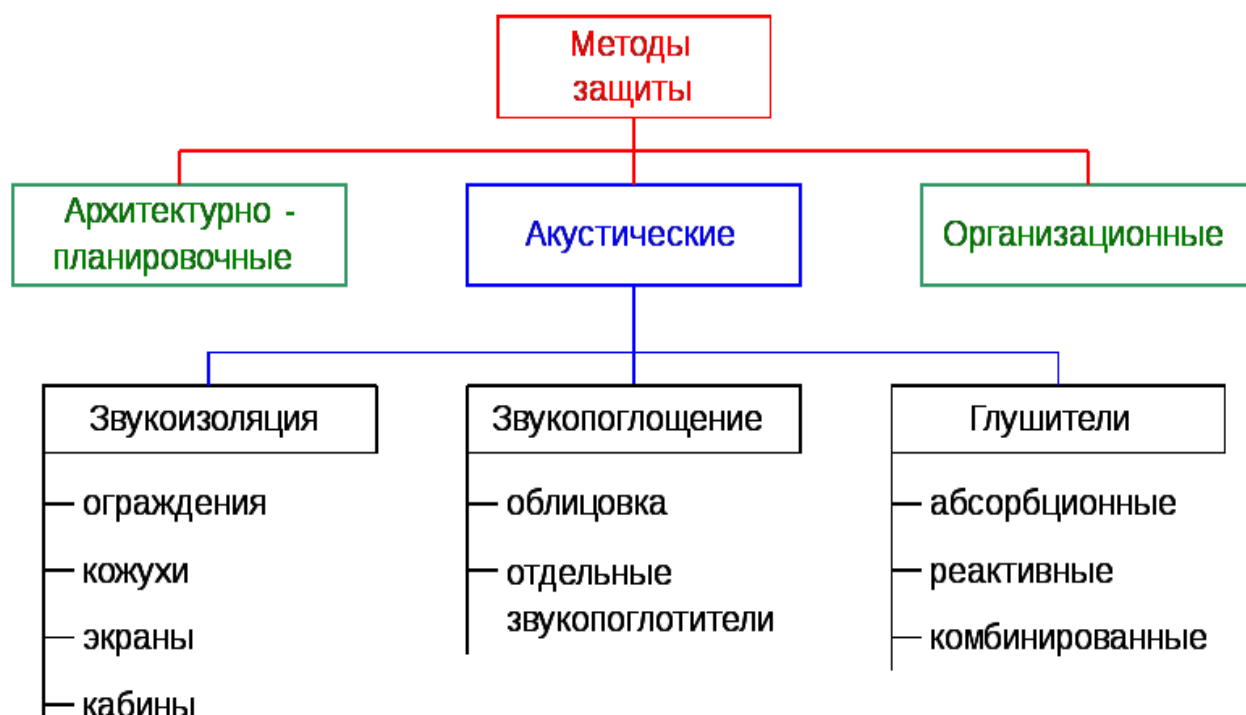 Методы
защиты
Архитектурно -
планировочные
Акустические
Организационные
Звукоизоляция
ограждения
кожухи
экраны
кабины
Звукопоглощение
облицовка
отдельные
звукопоглотители
Глушители
абсорбционные
реактивные
комбинированные